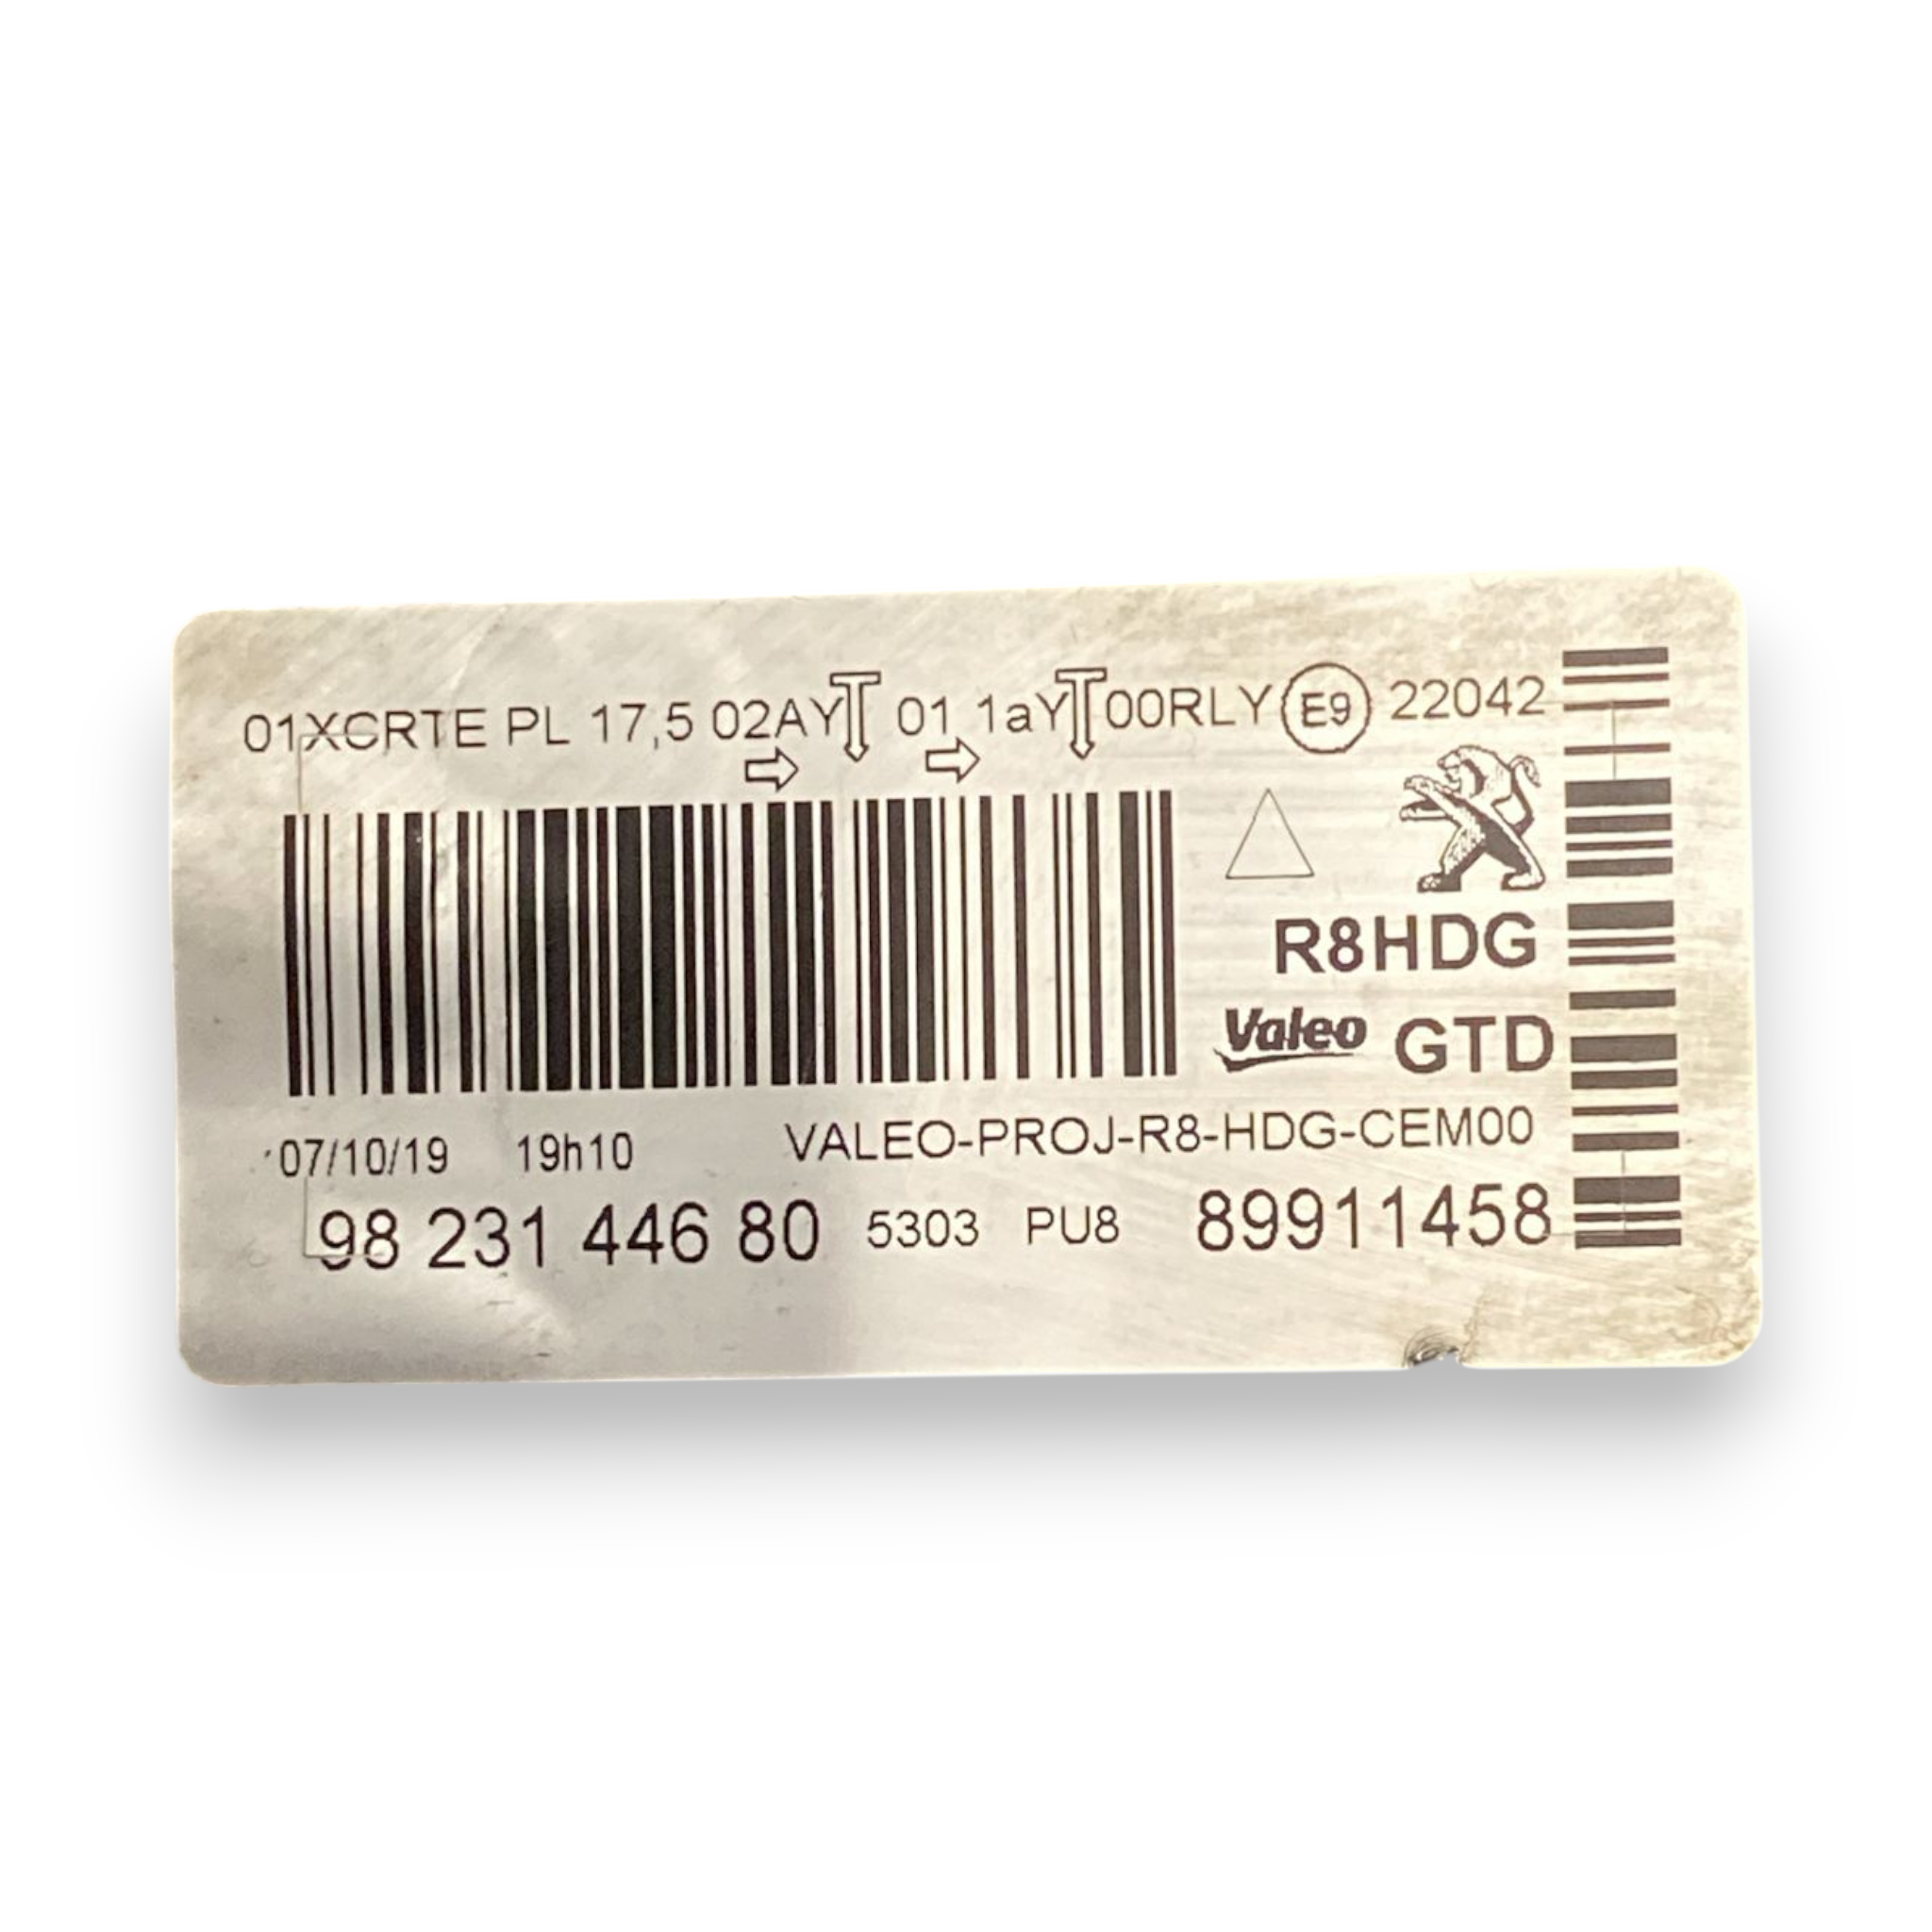 01XCRTE PL 17,5 02AY 01 1aY 00RLY E9 22042
R8HDG
Valeo GTD
07/10/19 19h10 VALEO-PROJ-R8-HDG-CEM00
98 231 446 80 5303 PU8 89911458